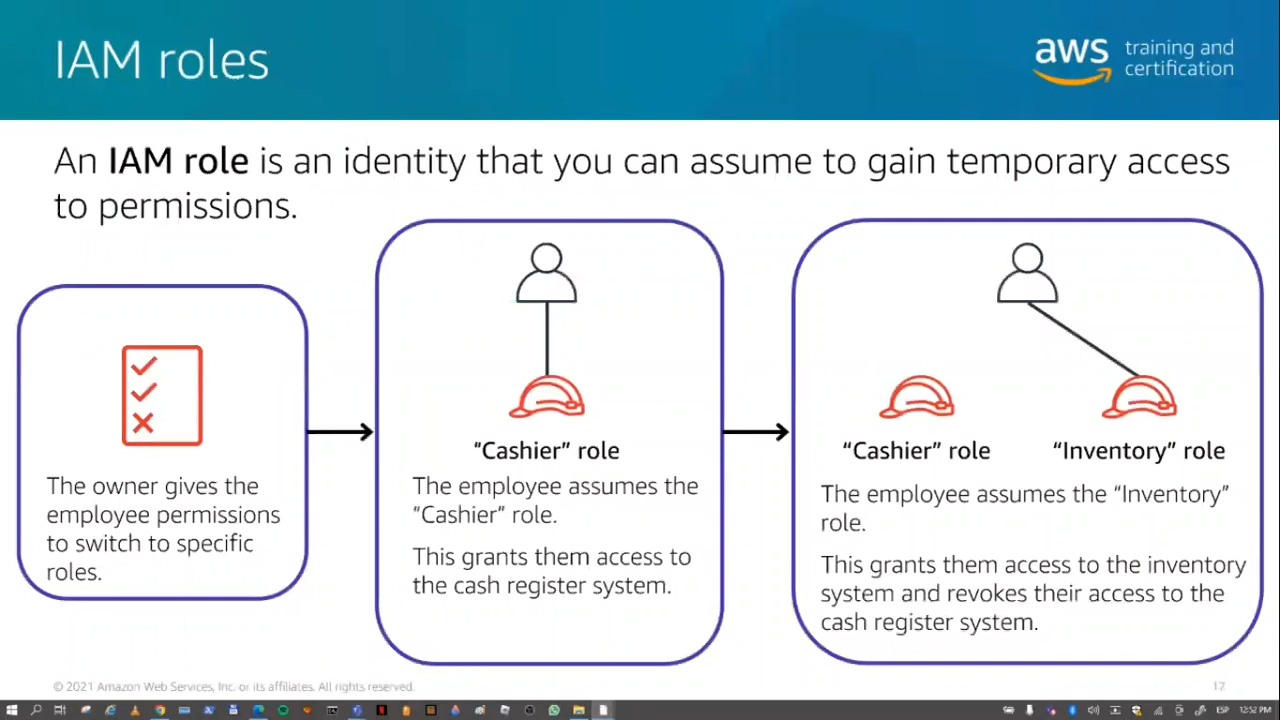 IAM roles
aws training and
certification
An IAM role is an identity that you can assume to gain temporary access
to permissions.
The owner gives the
employee permissions
to switch to specific
roles.
"Cashier" role
The employee assumes the
"Cashier" role.
This grants them access to
the cash register system.
“Cashier” role
“Inventory” role
The employee assumes the “Inventory”
role.
This grants them access to the inventory
system and revokes their access to the
cash register system.
© 2021 Amazon Web Services, Inc. or its affiliates. All rights reserved.
17
ESP
12:52 PM